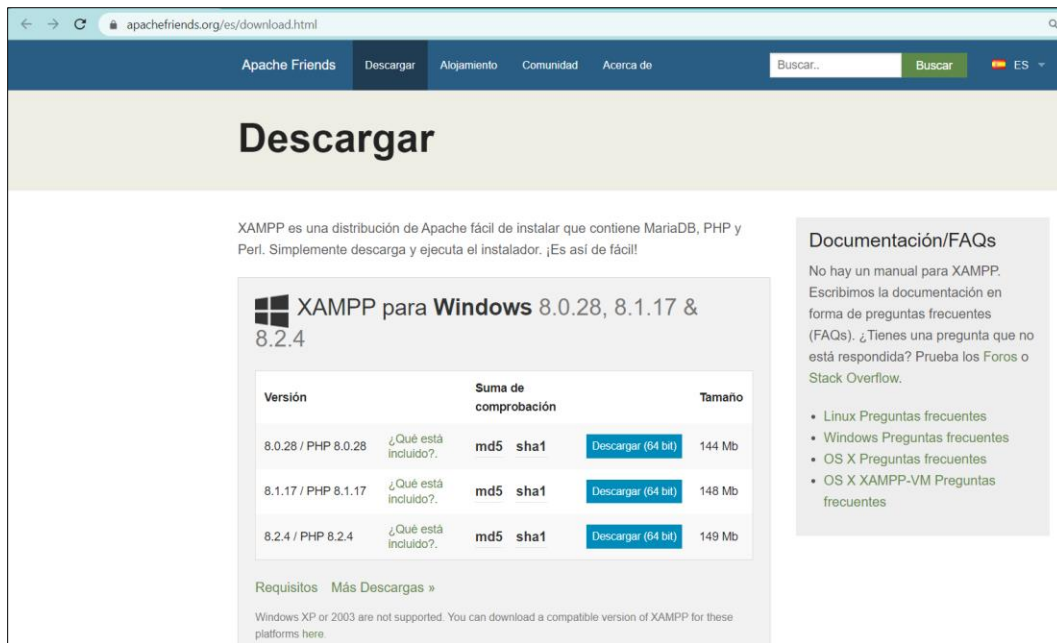 apachefriends.org/es/download.html
Apache Friends Descargar Alojamiento Comunidad Acerca de Buscar.. Buscar ES
Descargar
XAMPP es una distribución de Apache fácil de instalar que contiene MariaDB, PHP y
Perl. Simplemente descarga y ejecuta el instalador. ¡Es así de fácil!
XAMPP para Windows 8.0.28, 8.1.17 &
8.2.4
Versión Suma de
comprobación Tamaño
8.0.28 / PHP 8.0.28 ¿Qué está
incluido?. md5 sha1 Descargar (64 bit) 144 Mb
8.1.17 / PHP 8.1.17 ¿Qué está
incluido?. md5 sha1 Descargar (64 bit) 148 Mb
8.2.4 / PHP 8.2.4 ¿Qué está
incluido?. md5 sha1 Descargar (64 bit) 149 Mb
Requisitos Más Descargas »
Windows XP or 2003 are not supported. You can download a compatible version of XAMPP for these
platforms here.
Documentación/FAQs
No hay un manual para XAMPP.
Escribimos la documentación en
forma de preguntas frecuentes
(FAQs). ¿Tienes una pregunta que no
está respondida? Prueba los Foros o
Stack Overflow.
• Linux Preguntas frecuentes
• Windows Preguntas frecuentes
• OS X Preguntas frecuentes
• OS X XAMPP-VM Preguntas
frecuentes